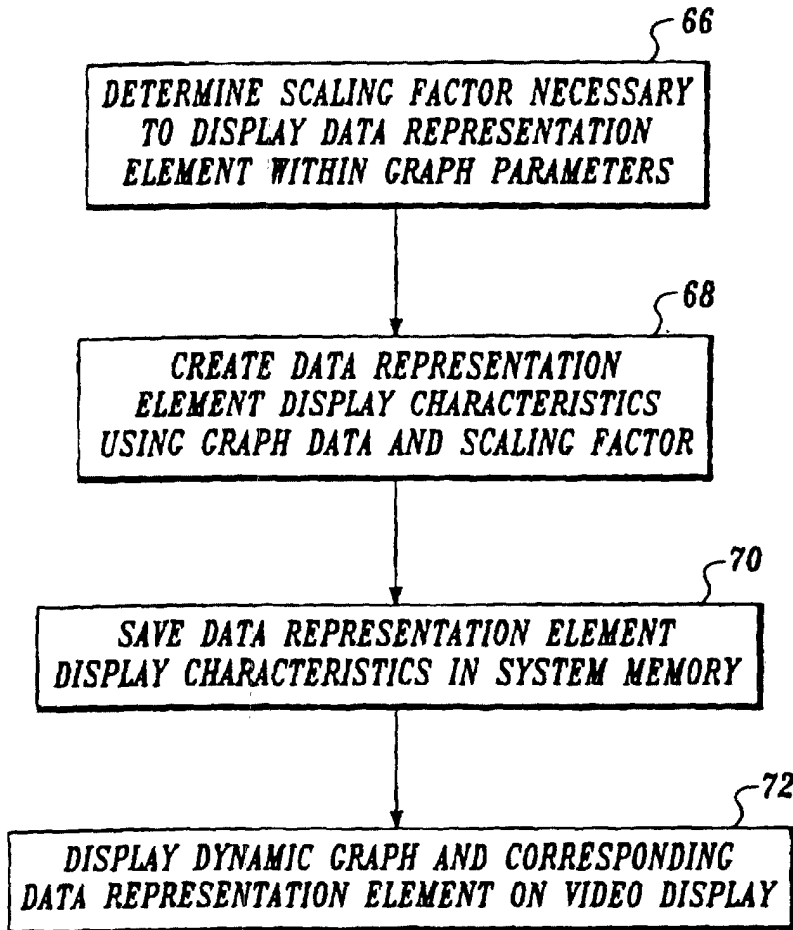 66
DETERMINE SCALING FACTOR NECESSARY
TO DISPLAY DATA REPRESENTATION
ELEMENT WITHIN GRAPH PARAMETERS
68
CREATE DATA REPRESENTATION
ELEMENT DISPLAY CHARACTERISTICS
USING GRAPH DATA AND SCALING FACTOR
70
SAVE DATA REPRESENTATION ELEMENT
DISPLAY CHARACTERISTICS IN SYSTEM MEMORY
72
DISPLAY DYNAMIC GRAPH AND CORRESPONDING
DATA REPRESENTATION ELEMENT ON VIDEO DISPLAY